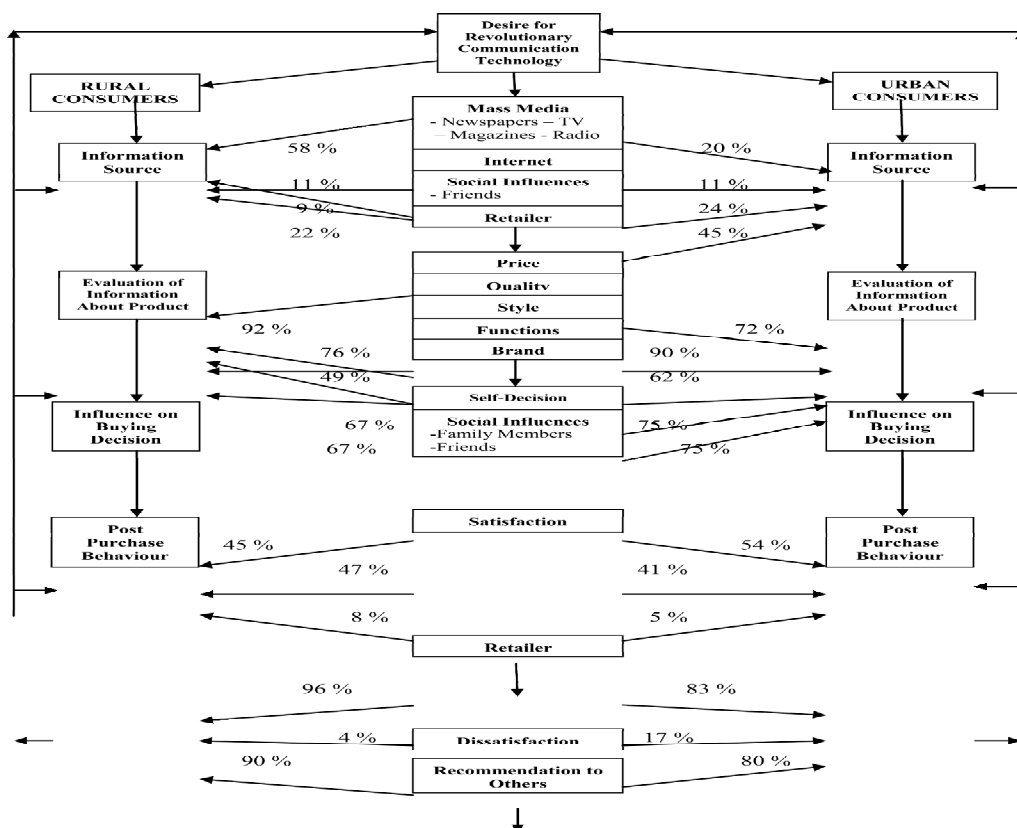 Desire for
Revolutionary
Communication
Technology
RURAL
CONSUMERS
URBAN
CONSUMERS
Mass Media
- Newspapers – TV
– Magazines - Radio
Information
Source
58 %
20 %
Information
Source
Internet
11 %
Social Influences
11 %
- Friends
9 %
24 %
Retailer
22 %
45 %
Price
Evaluation of
Information
About Product
Quality
Evaluation of
Information
About Product
Style
92 %
Functions
72 %
76 %
Brand
90 %
49 %
62 %
Self-Decision
Influence on
Buying
Decision
Social Influences
Influence on
Buying
Decision
67 %
-Family Members
75 %
67 %
-Friends
75 %
Post
Purchase
Behaviour
Satisfaction
Post
Purchase
Behaviour
45 %
54 %
47 %
41 %
8 %
5 %
Retailer
96 %
83 %
4 %
Dissatisfaction
17 %
90 %
Recommendation to
Others
80 %